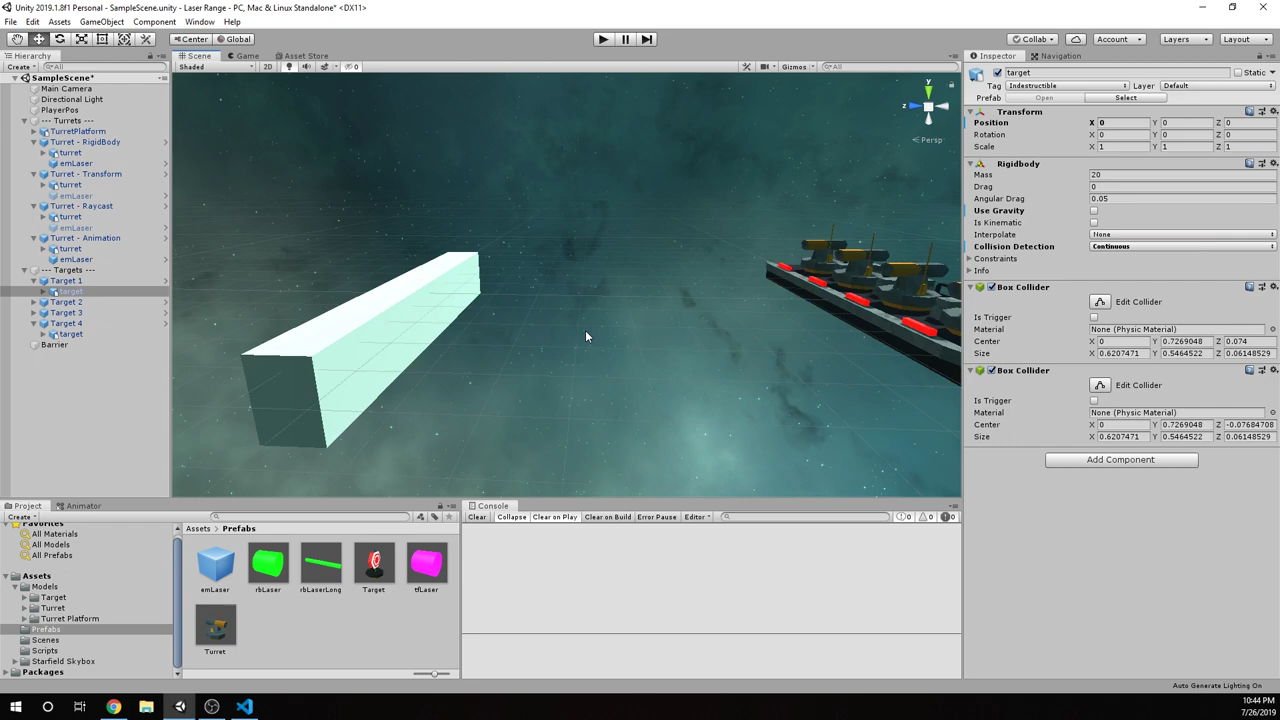 Unity 2019.1.8f1 Personal - SampleScene.unity - Laser Range - PC, Mac & Linux Standalone* <DX11>
File Edit Assets GameObject Component Window Help
Center Global Collab Account Layers Layout
Hierarchy
Create All
SampleScene*
Main Camera
Directional Light
PlayerPos
--- Turrets ---
TurretPlatform
Turret - RigidBody
turret
emLaser
Turret - Transform
turret
emLaser
Turret - Raycast
turret
emLaser
Turret - Animation
turret
emLaser
--- Targets ---
Target 1
target
Target 2
Target 3
Target 4
target
Barrier
Scene Game Asset Store
Shaded 2D 0 Gizmos All
y
z
Persp
Inspector Navigation
target Static
Tag Indestructible Layer Default
Prefab Open Select
Transform
Position X 0 Y 0 Z 0
Rotation X 0 Y 0 Z 0
Scale X 1 Y 1 Z 1
Rigidbody
Mass 20
Drag 0
Angular Drag 0.05
Use Gravity
Is Kinematic
Interpolate None
Collision Detection Continuous
Constraints
Info
Box Collider
Edit Collider
Is Trigger
Material None (Physic Material)
Center X 0 Y 0.7269048 Z 0.074
Size X 0.6207471 Y 0.5464522 Z 0.06148529
Box Collider
Edit Collider
Is Trigger
Material None (Physic Material)
Center X 0 Y 0.7269048 Z -0.07684708
Size X 0.6207471 Y 0.5464522 Z 0.06148529
Add Component
Project Animator
Create
Favorites
All Materials
All Models
All Prefabs
Assets
Models
Target
Turret
Turret Platform
Prefabs
Scenes
Scripts
Starfield Skybox
Packages
Assets Prefabs
emLaser rbLaser rbLaserLong Target tfLaser
Turret
Console
Clear Collapse Clear on Play Clear on Build Error Pause Editor 0 0 0
Auto Generate Lighting On
10:44 PM
7/26/2019